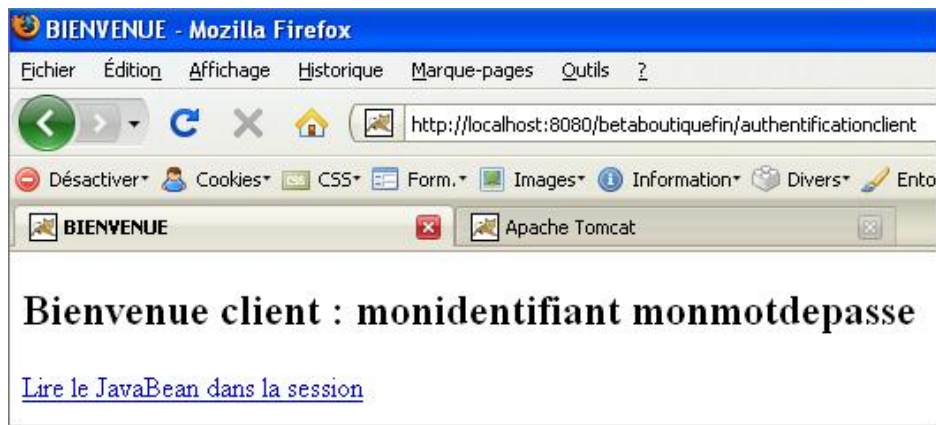 BIENVENUE - Mozilla Firefox
Fichier Édition Affichage Historique Marque-pages Outils ?
http://localhost:8080/betaboutiquefin/authentificationclient
Désactiver Cookies CSS Form. Images Information Divers Ento
BIENVENUE Apache Tomcat
Bienvenue client : monidentifiant monmotdepasse
Lire le JavaBean dans la session